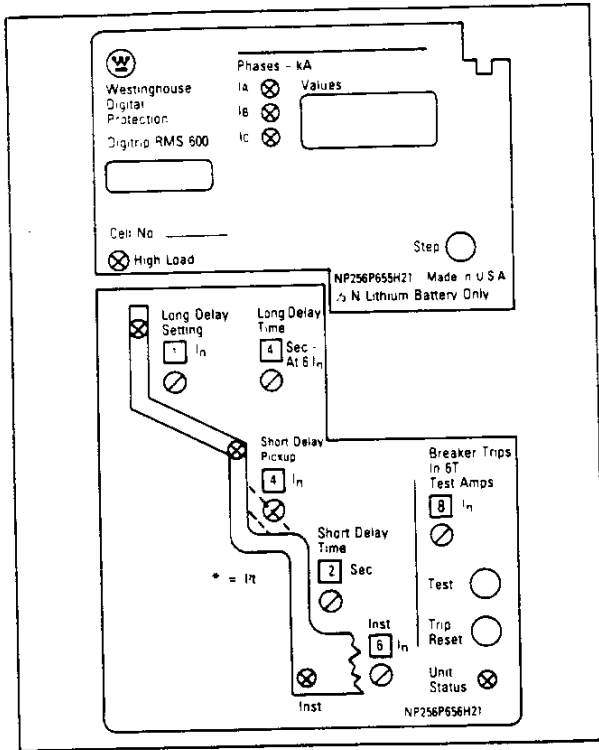 W
Westinghouse
Digital
Protection
Digitrip RMS 600
Phases - kA
IA
IB
IC
Values
Cell No
High Load
Step
NP256P655H21 Made in U S A
½ N Lithium Battery Only
Long Delay
Setting
1 In
Long Delay
Time
4 Sec -
At 6 In
Short Delay
Pickup
4 In
Short Delay
Time
2 Sec
* = I²t
Inst
6 In
Inst
Breaker Trips
In 6T
Test Amps
8 In
Test
Trip
Reset
Unit
Status
NP256P656H21